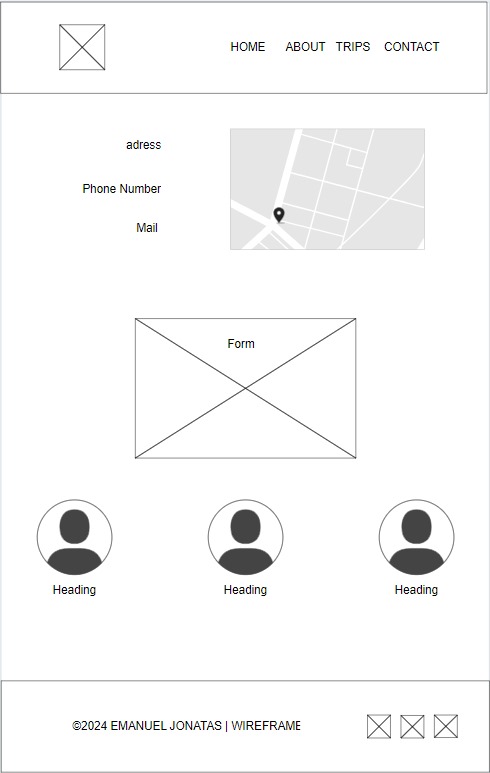 HOME ABOUT TRIPS CONTACT
adress
Phone Number
Mail
Form
Heading Heading Heading
©2024 EMANUEL JONATAS | WIREFRAME